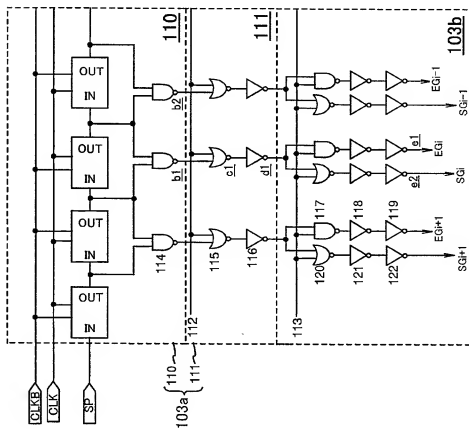 CLKB
CLK
SP
OUT
IN
OUT
IN
OUT
IN
OUT
IN
110
114
b1
b2
112
115
c1
116
d1
111
113
117
120
118
121
119
122
e1
e2
103b
SGi+1
EGi+1
SGi
EGi
SGi-1
EGi-1
110
111
103a